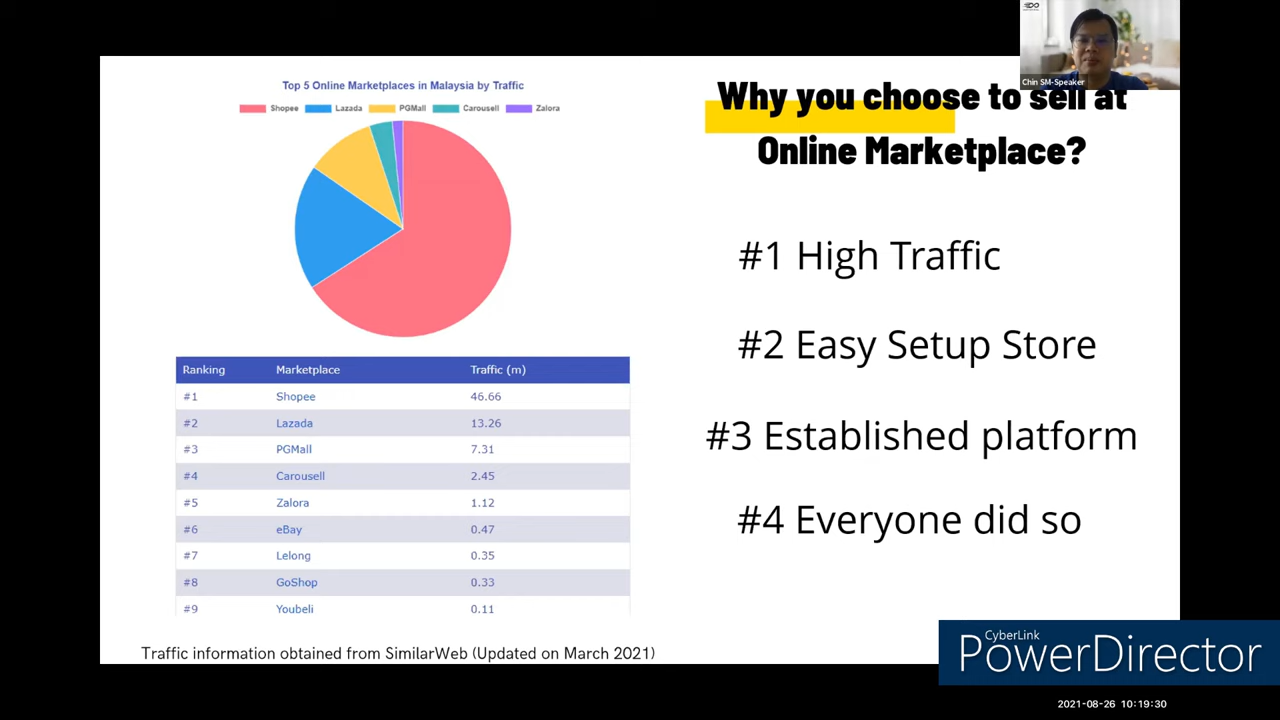 Top 5 Online Marketplaces in Malaysia by Traffic
Shopee Lazada PGMall Carousell Zalora
Ranking Marketplace Traffic (m)
#1 Shopee 46.66
#2 Lazada 13.26
#3 PGMall 7.31
#4 Carousell 2.45
#5 Zalora 1.12
#6 eBay 0.47
#7 Lelong 0.35
#8 GoShop 0.33
#9 Youbeli 0.11
Traffic information obtained from SimilarWeb (Updated on March 2021)
Chin SM-Speaker
Why you choose to sell at
Online Marketplace?
#1 High Traffic
#2 Easy Setup Store
#3 Established platform
#4 Everyone did so
CyberLink
PowerDirector
2021-08-26 10:19:30